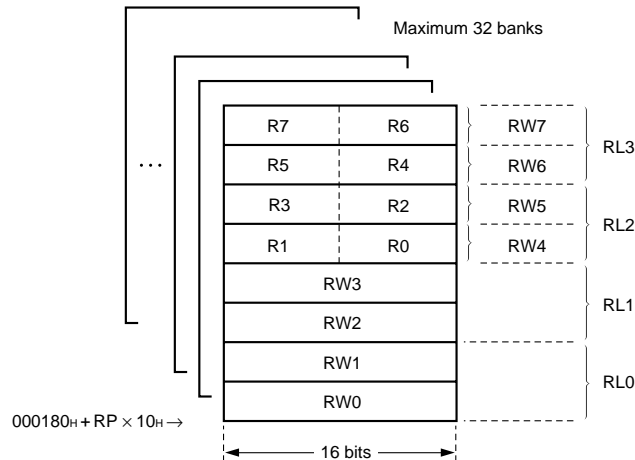 Maximum 32 banks
R7 R6 RW7
RL3
R5 R4 RW6
...
R3 R2 RW5
RL2
R1 R0 RW4
RW3
RL1
RW2
RW1
RL0
RW0
000180H + RP × 10H →
16 bits